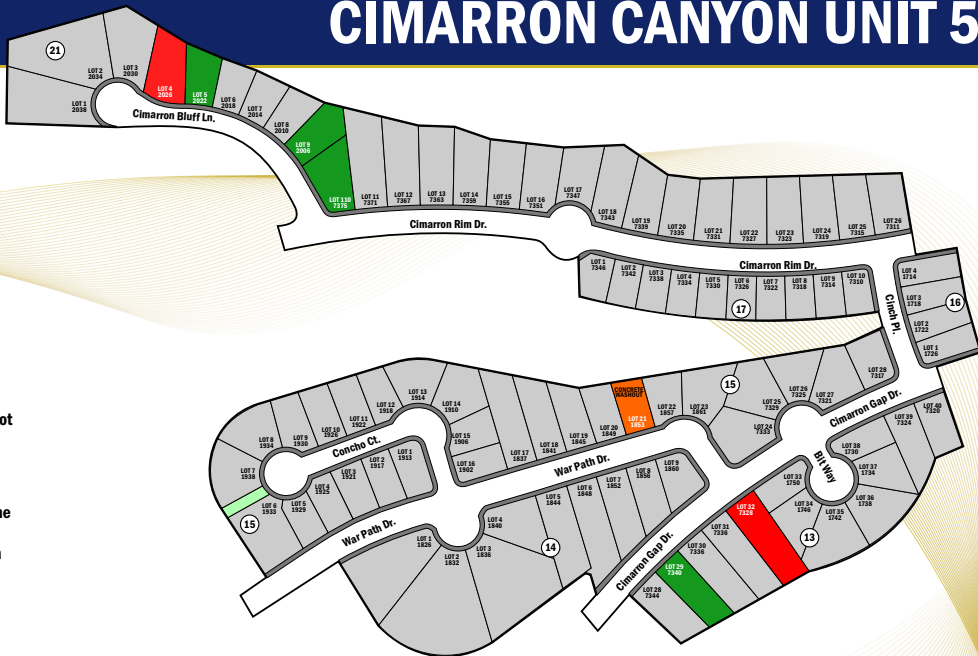 CIMARRON CANYON UNIT 5
21
LOT 1
2038
LOT 2
2034
LOT 3
2030
LOT 4
2026
LOT 5
2022
LOT 6
2018
LOT 7
2014
LOT 8
2010
LOT 9
2006
LOT 110
7375
LOT 11
7371
LOT 12
7367
LOT 13
7363
LOT 14
7359
LOT 15
7355
LOT 16
7351
LOT 17
7347
LOT 18
7343
LOT 19
7339
LOT 20
7335
LOT 21
7331
LOT 22
7327
LOT 23
7323
LOT 24
7319
LOT 25
7315
LOT 26
7311
Cimarron Bluff Ln.
Cimarron Rim Dr.
Cimarron Rim Dr.
LOT 1
7346
LOT 2
7342
LOT 3
7338
LOT 4
7334
LOT 5
7330
LOT 6
7326
LOT 7
7322
LOT 8
7318
LOT 9
7314
LOT 10
7310
17
Cinch Pl.
LOT 4
1714
LOT 3
1718
LOT 2
1722
LOT 1
1726
16
ot
ne
LOT 7
1938
LOT 8
1934
LOT 9
1930
LOT 10
1926
LOT 11
1922
LOT 12
1918
LOT 13
1914
LOT 14
1910
LOT 15
1906
LOT 16
1902
LOT 17
1837
LOT 18
1841
LOT 19
1845
LOT 20
1849
CONCRETE
WASHOUT
LOT 21
1853
LOT 22
1857
LOT 23
1861
15
LOT 24
7333
LOT 25
7329
LOT 26
7325
LOT 27
7321
LOT 28
7317
Concho Ct.
LOT 1
1913
LOT 2
1917
LOT 3
1921
LOT 4
1925
LOT 5
1929
LOT 6
1933
15
War Path Dr.
War Path Dr.
LOT 1
1826
LOT 2
1832
LOT 3
1836
LOT 4
1840
LOT 5
1844
LOT 6
1848
LOT 7
1852
LOT 8
1856
LOT 9
1860
14
Cimarron Gap Dr.
Cimarron Gap Dr.
Bit Way
LOT 28
7344
LOT 29
7340
LOT 30
7336
LOT 31
7336
LOT 32
7328
LOT 33
1750
LOT 34
1746
LOT 35
1742
LOT 36
1738
LOT 37
1734
LOT 38
1730
LOT 39
7324
LOT 40
7320
13